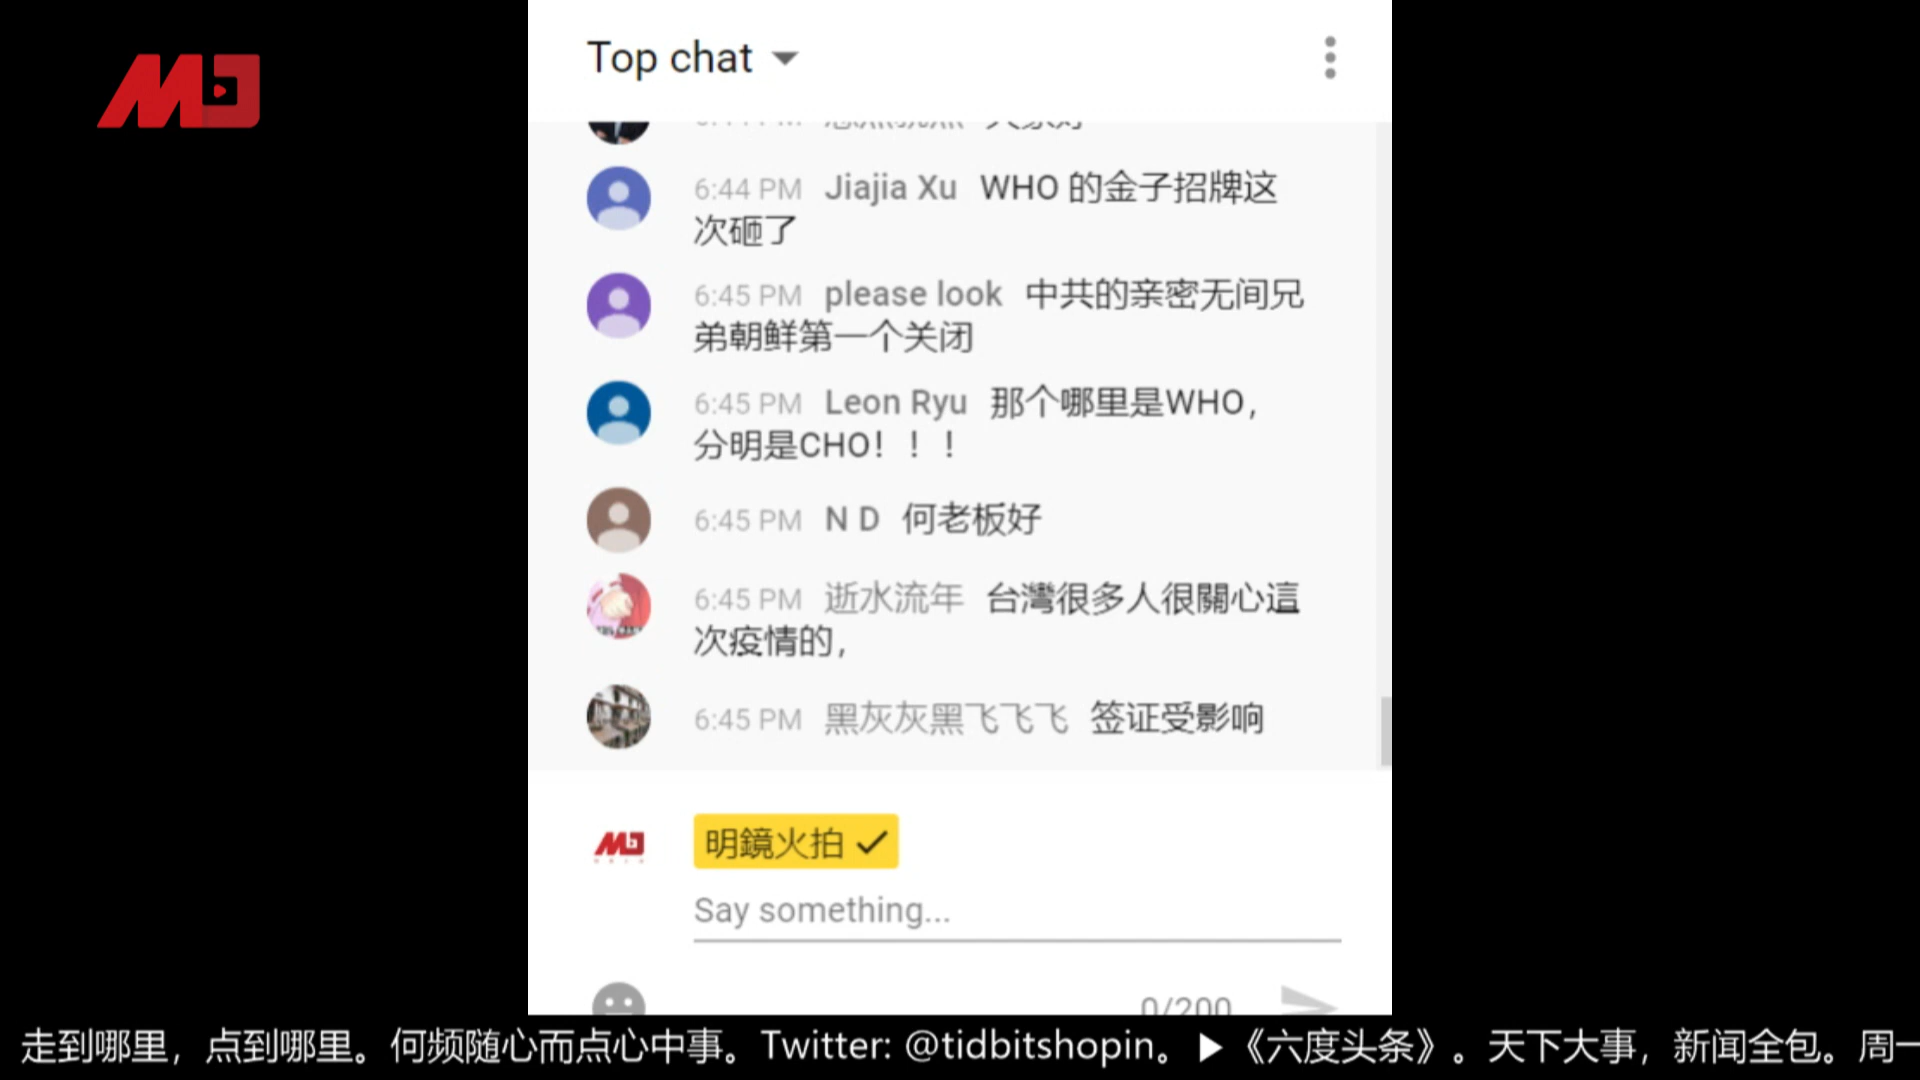 Top chat
6:44 PM Jiajia Xu WHO 的金子招牌这
次砸了
6:45 PM please look 中共的亲密无间兄
弟朝鲜第一个关闭
6:45 PM Leon Ryu 那个哪里是WHO，
分明是CHO！！！
6:45 PM N D 何老板好
6:45 PM 逝水流年 台灣很多人很關心這
次疫情的，
6:45 PM 黑灰灰黑飞飞飞 签证受影响
明鏡火拍
Say something...
0/200
走到哪里，点到哪里。何频随心而点心中事。Twitter: @tidbitshopin。▶《六度头条》。天下大事，新闻全包。周一